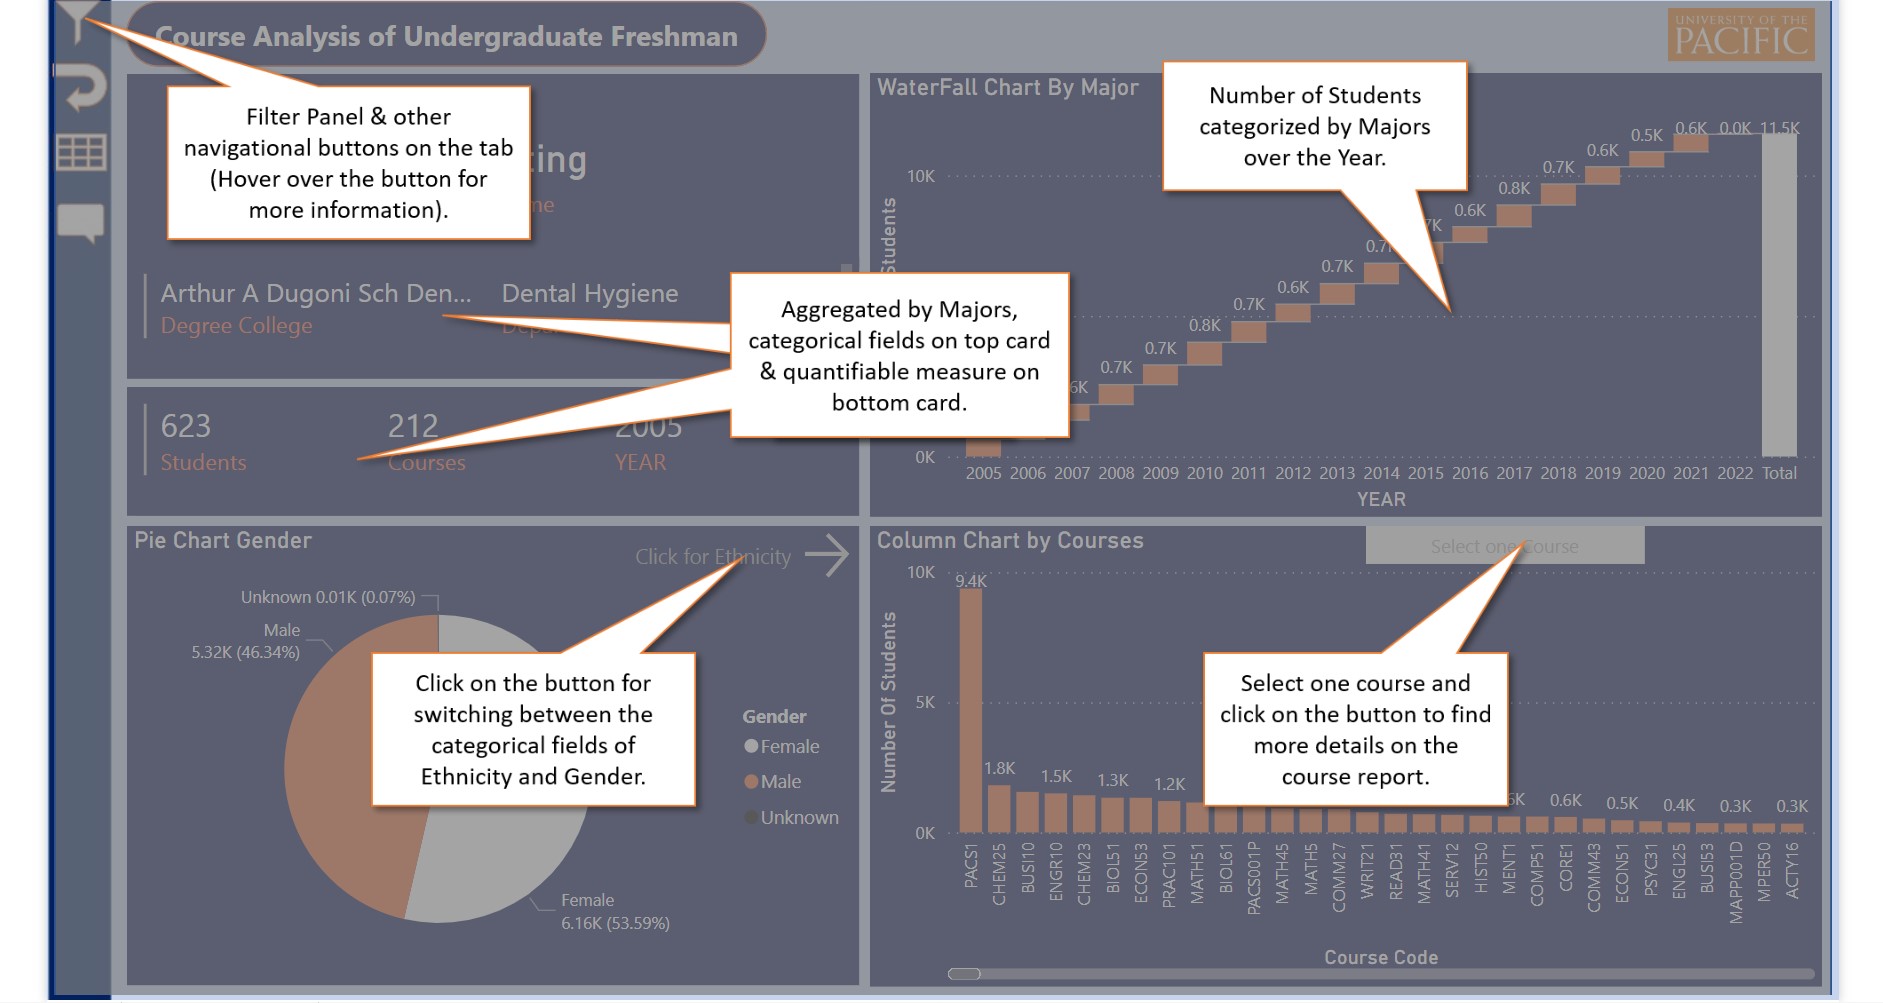 Course Analysis of Undergraduate Freshman
UNIVERSITY OF THE
PACIFIC
Filter Panel & other
navigational buttons on the tab
(Hover over the button for
more information).
Arthur A Dugoni Sch Den...
Degree College
Dental Hygiene
Aggregated by Majors,
categorical fields on top card
& quantifiable measure on
bottom card.
623
Students
212
Courses
2005
YEAR
WaterFall Chart By Major
Number of Students
categorized by Majors
over the Year.
Students
10K
0K
0.7K
0.7K
0.8K
0.7K
0.6K
0.7K
0.6K
0.8K
0.7K
0.6K
0.5K
0.6K
0.0K
11.5K
2005 2006 2007 2008 2009 2010 2011 2012 2013 2014 2015 2016 2017 2018 2019 2020 2021 2022 Total
YEAR
Pie Chart Gender
Click for Ethnicity
Unknown 0.01K (0.07%)
Male
5.32K (46.34%)
Click on the button for
switching between the
categorical fields of
Ethnicity and Gender.
Gender
Female
Male
Unknown
Female
6.16K (53.59%)
Column Chart by Courses
Select one Course
Select one course and
click on the button to find
more details on the
course report.
Number Of Students
10K
5K
0K
9.4K
1.8K
1.5K
1.3K
1.2K
0.6K
0.5K
0.4K
0.3K
0.3K
PACS1
CHEM25
BUSI10
ENGR10
CHEM23
BIOL51
ECON53
PRAC101
MATH51
BIOL61
PACS001P
MATH45
MATH5
COMM27
WRIT21
READ31
MATH41
SERV12
HIST50
MENT1
COMP51
CORE1
COMM43
ECON51
PSYC31
ENGL25
BUSI53
MAPP001D
MPER50
ACTY16
Course Code